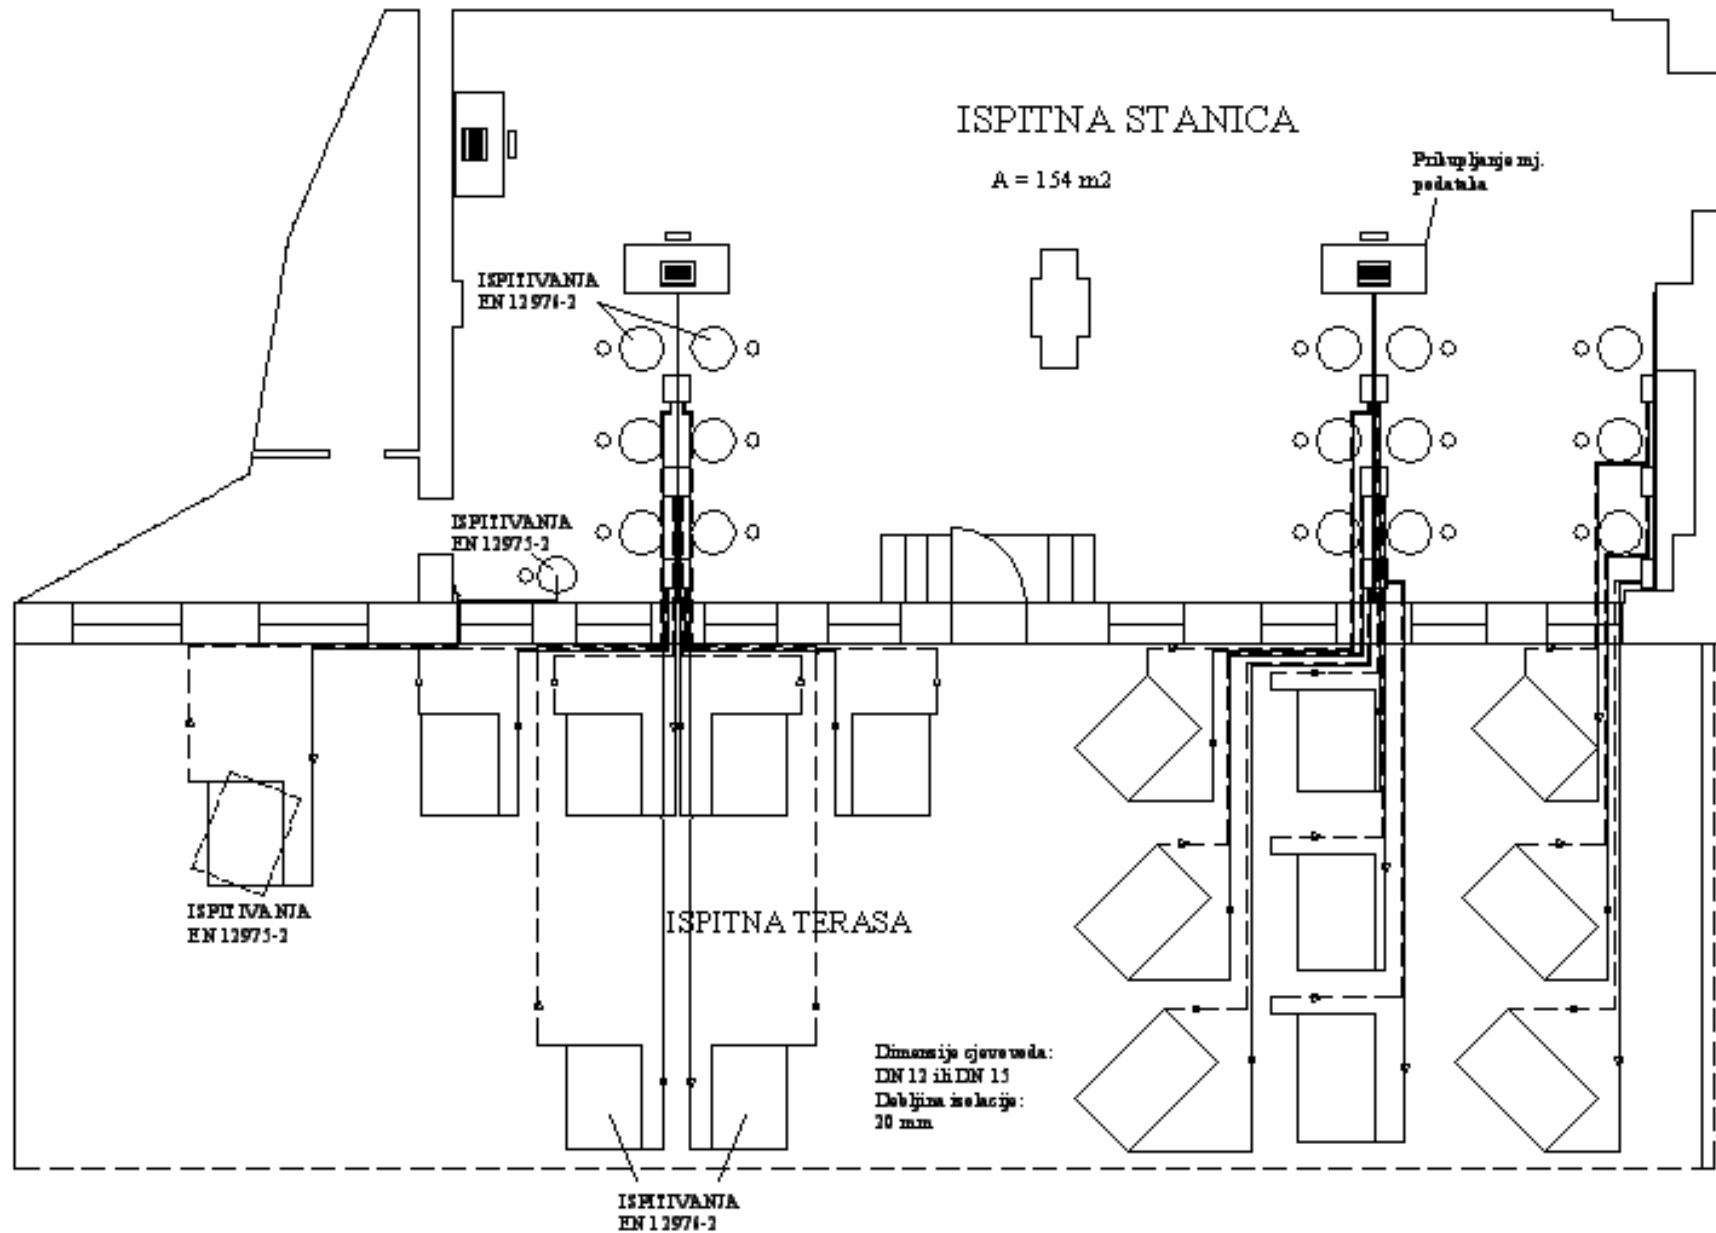 ISPITNA STANICA
A = 154 m2
Prikupljanje mj.
podataka
ISPITIVANJA
EN 12976-2
ISPITIVANJA
EN 12975-2
ISPITIVANJA
EN 12975-2
ISPITNA TERASA
Dimenzije cjevovoda:
DN 12 ili DN 15
Debljina izolacije:
20 mm
ISPITIVANJA
EN 12976-2